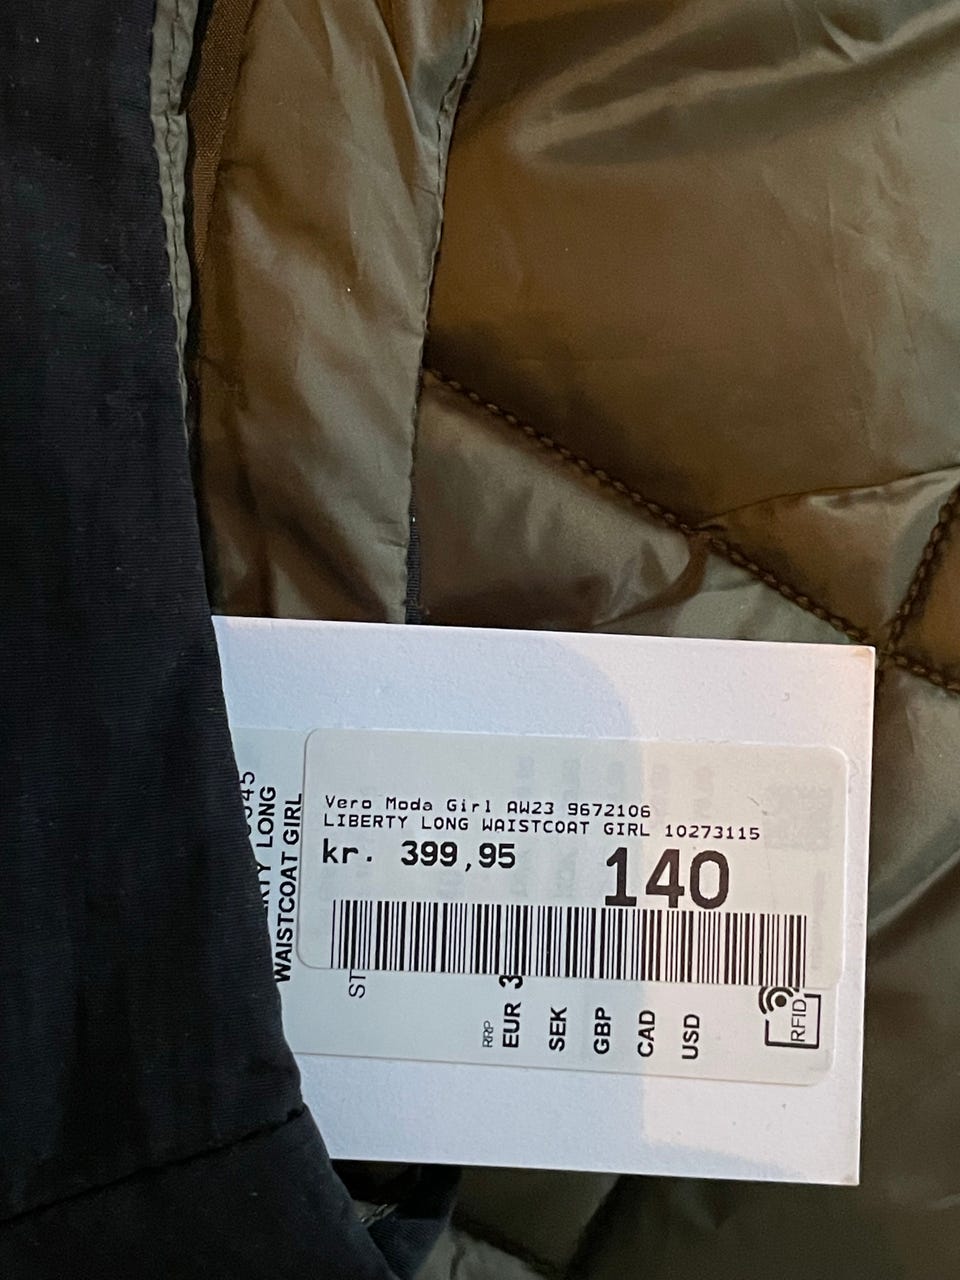 Vero Moda Girl AW23 9672106
LIBERTY LONG WAISTCOAT GIRL 10273115
kr. 399,95
140
LONG
WAISTCOAT GIRL
RRP
EUR 3
SEK
GBP
CAD
USD
RFID